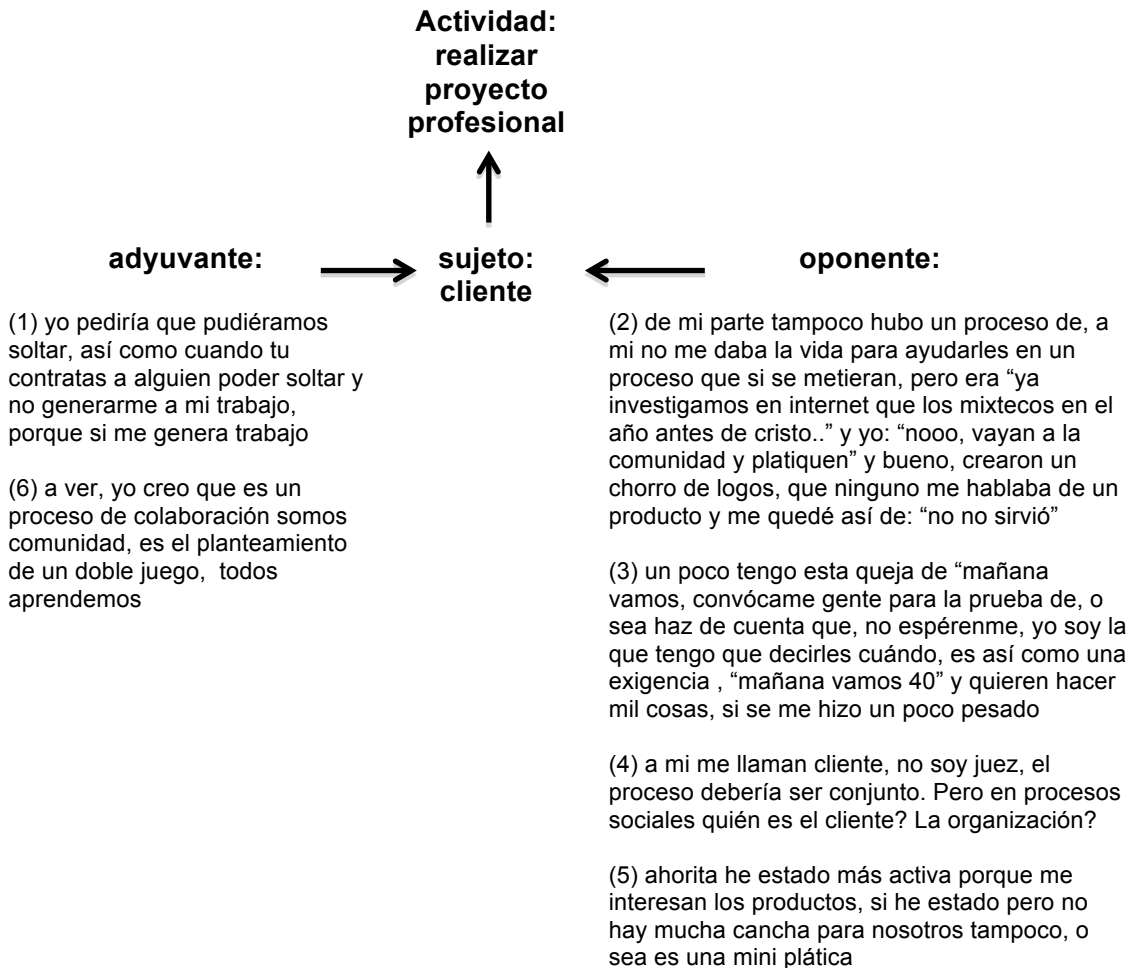 Actividad:
realizar
proyecto
profesional
adyuvante:
sujeto:
cliente
oponente:
(1) yo pediría que pudiéramos
soltar, así como cuando tu
contratas a alguien poder soltar y
no generarme a mi trabajo,
porque si me genera trabajo
(6) a ver, yo creo que es un
proceso de colaboración somos
comunidad, es el planteamiento
de un doble juego, todos
aprendemos
(2) de mi parte tampoco hubo un proceso de, a
mi no me daba la vida para ayudarles en un
proceso que si se metieran, pero era “ya
investigamos en internet que los mixtecos en el
año antes de cristo..” y yo: “nooo, vayan a la
comunidad y platiquen” y bueno, crearon un
chorro de logos, que ninguno me hablaba de un
producto y me quedé así de: “no no sirvió”
(3) un poco tengo esta queja de “mañana
vamos, convócame gente para la prueba de, o
sea haz de cuenta que, no espérenme, yo soy la
que tengo que decirles cuándo, es así como una
exigencia , “mañana vamos 40” y quieren hacer
mil cosas, si se me hizo un poco pesado
(4) a mi me llaman cliente, no soy juez, el
proceso debería ser conjunto. Pero en procesos
sociales quién es el cliente? La organización?
(5) ahorita he estado más activa porque me
interesan los productos, si he estado pero no
hay mucha cancha para nosotros tampoco, o
sea es una mini plática